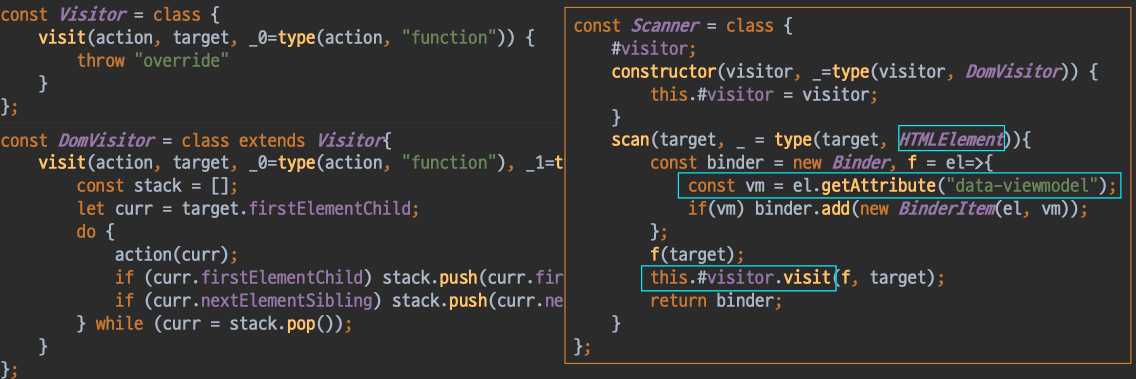 const Visitor = class {
    visit(action, target, _0=type(action, "function")) {
        throw "override"
    }
};
const DomVisitor = class extends Visitor{
    visit(action, target, _0=type(action, "function"), _1=t
        const stack = [];
        let curr = target.firstElementChild;
        do {
            action(curr);
            if (curr.firstElementChild) stack.push(curr.fir
            if (curr.nextElementSibling) stack.push(curr.ne
        } while (curr = stack.pop());
    }
};
const Scanner = class {
    #visitor;
    constructor(visitor, _=type(visitor, DomVisitor)) {
        this.#visitor = visitor;
    }
    scan(target, _ = type(target, HTMLElement)){
        const binder = new Binder, f = el=>{
            const vm = el.getAttribute("data-viewmodel");
            if(vm) binder.add(new BinderItem(el, vm));
        };
        f(target);
        this.#visitor.visit(f, target);
        return binder;
    }
};